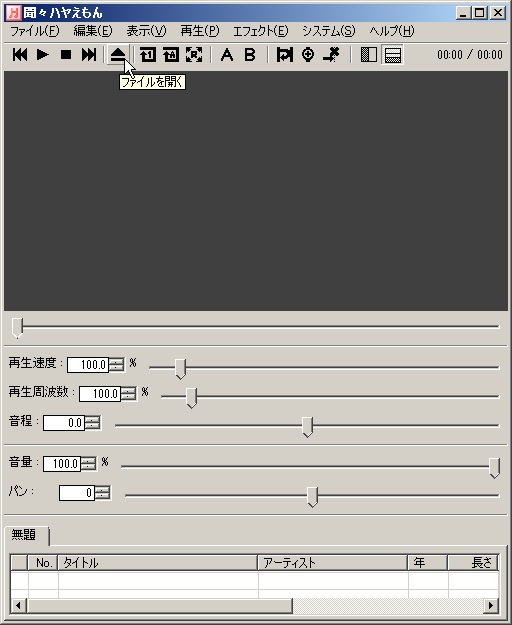 聞々ハヤえもん
ファイル(F) 編集(E) 表示(V) 再生(P) エフェクト(E) システム(S) ヘルプ(H)
1 A R A B 00:00 / 00:00
ファイルを開く
再生速度 : 100.0 %
再生周波数 : 100.0 %
音程 : 0.0
音量 : 100.0 %
パン : 0
無題
No. タイトル アーティスト 年 長さ